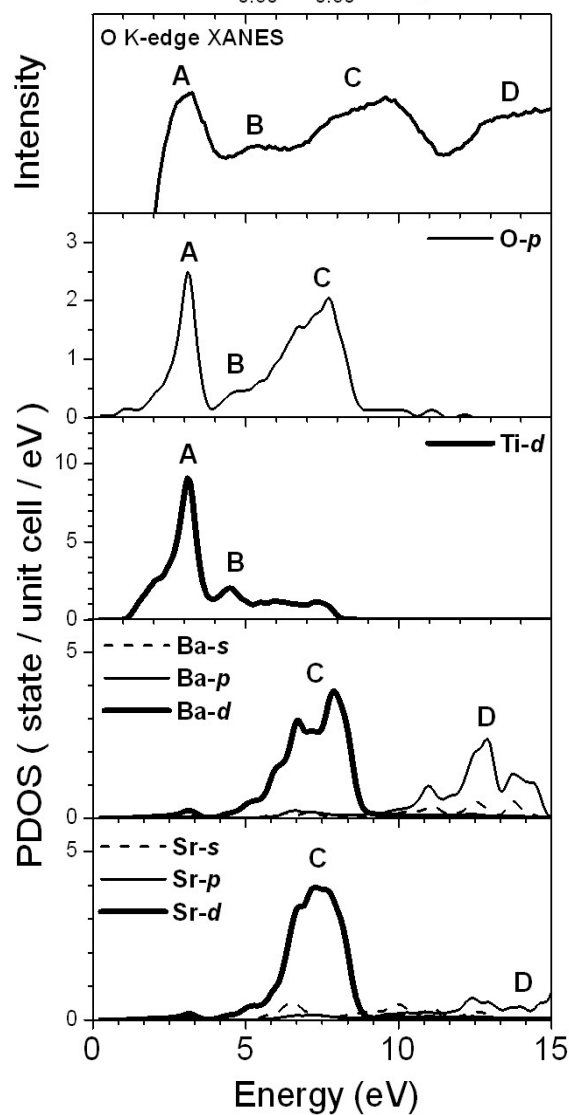 O K-edge XANES
A
B
C
D
Intensity
3
2
1
0
A
B
C
O-p
10
5
0
A
B
Ti-d
PDOS ( state / unit cell / eV )
5
0
Ba-s
Ba-p
Ba-d
C
D
5
0
Sr-s
Sr-p
Sr-d
C
D
0
5
10
15
Energy (eV)